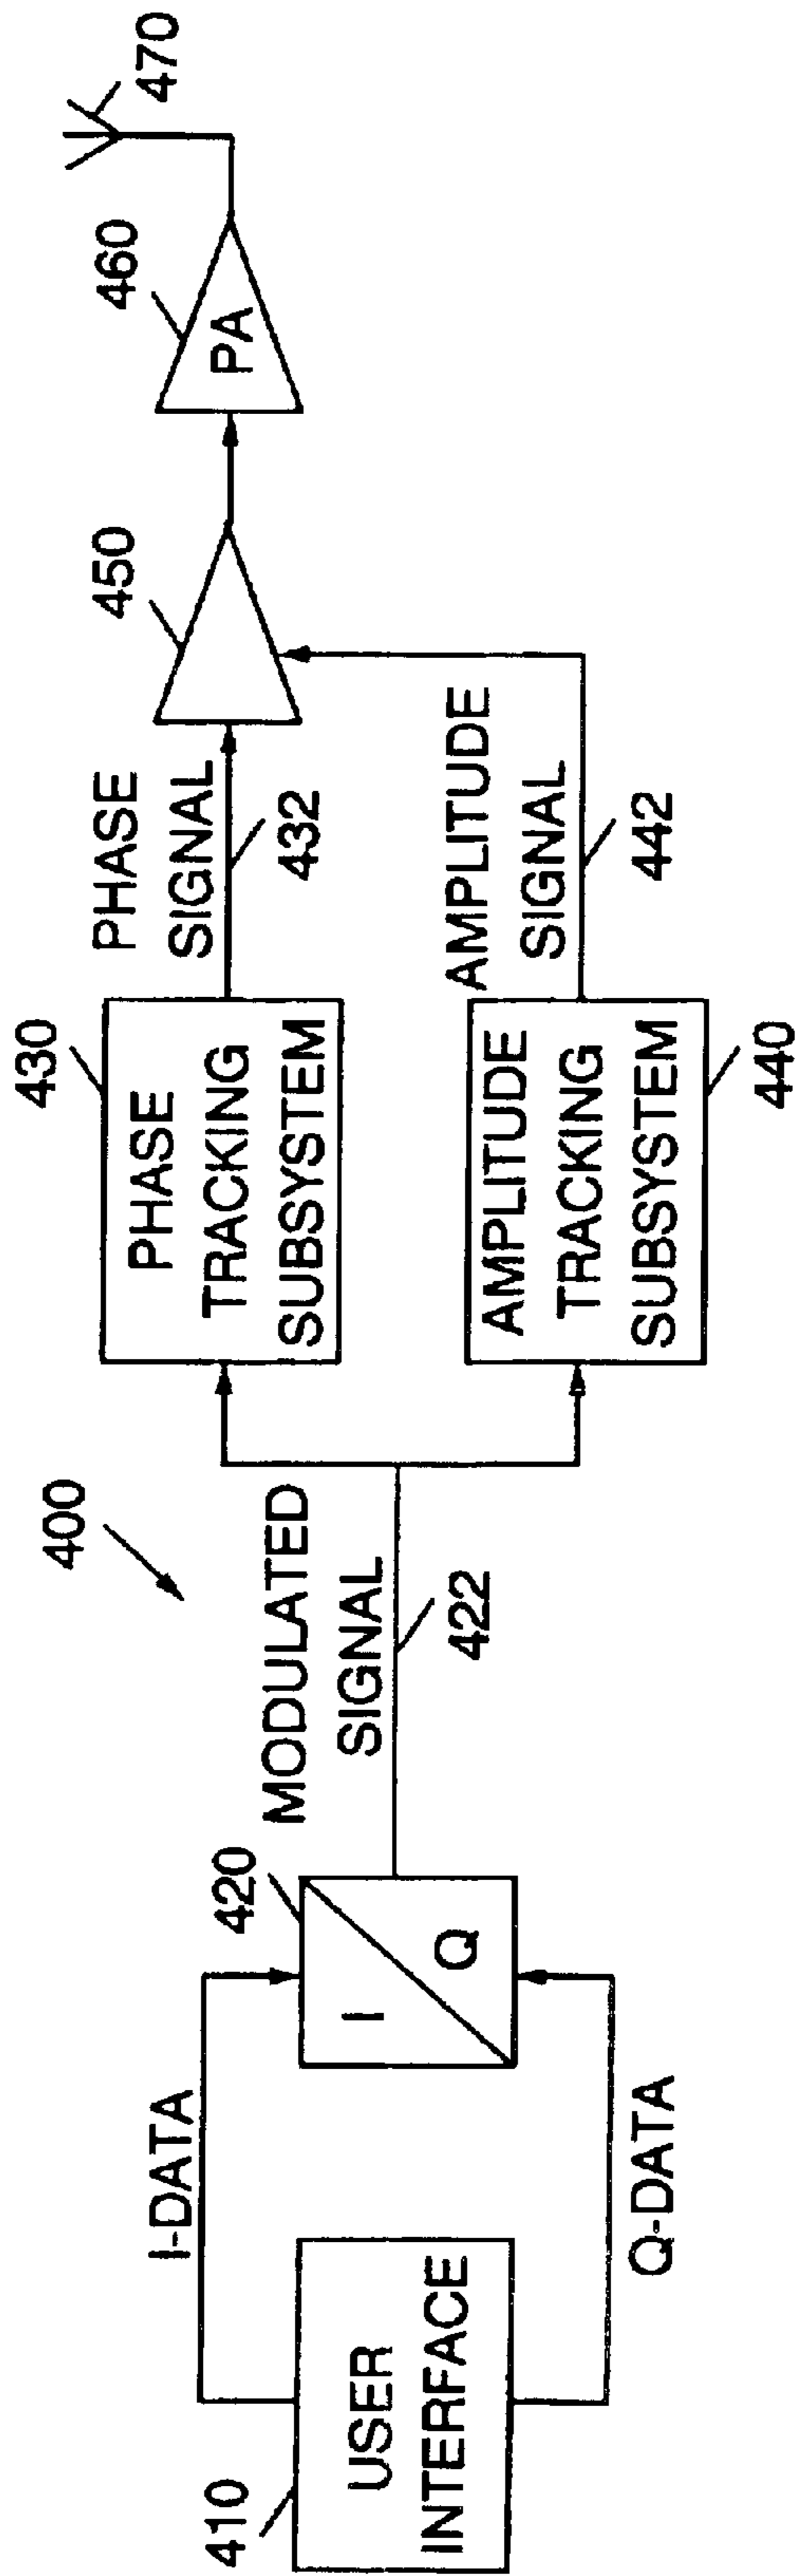 400
410
USER
INTERFACE
I-DATA
Q-DATA
420
I
Q
MODULATED
SIGNAL
422
430
PHASE
TRACKING
SUBSYSTEM
PHASE
SIGNAL
432
AMPLITUDE
TRACKING
SUBSYSTEM
440
AMPLITUDE
SIGNAL
442
450
460
PA
470